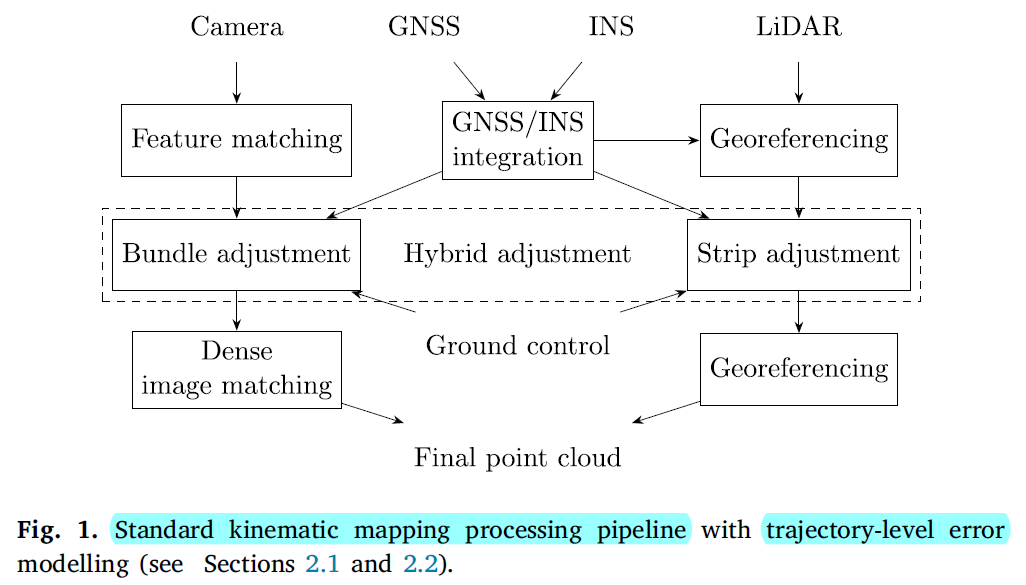 Camera
GNSS
INS
LiDAR
Feature matching
GNSS/INS
integration
Georeferencing
Bundle adjustment
Hybrid adjustment
Strip adjustment
Ground control
Dense
image matching
Georeferencing
Final point cloud
Fig. 1. Standard kinematic mapping processing pipeline with trajectory-level error
modelling (see Sections 2.1 and 2.2).